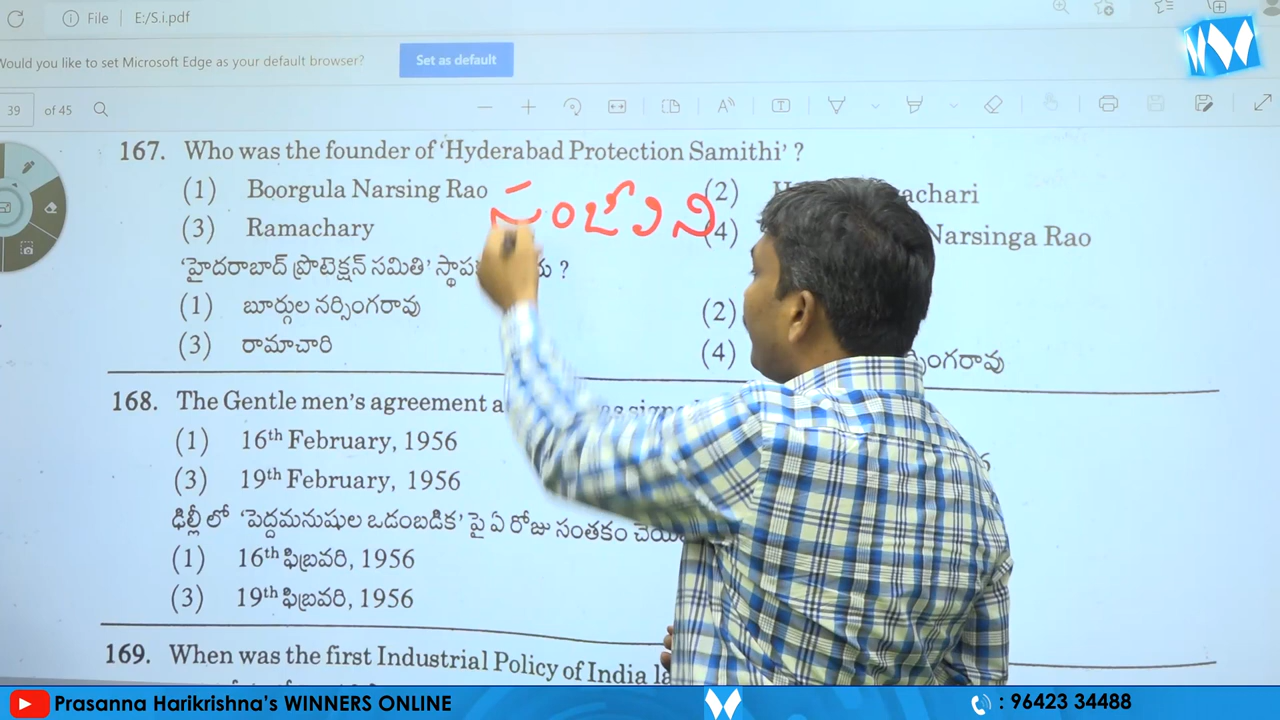 File E:/S.i.pdf
Would you like to set Microsoft Edge as your default browser? Set as default
39 of 45
167. Who was the founder of ‘Hyderabad Protection Samithi’ ?
(1) Boorgula Narsing Rao (2)
(3) Ramachary (4) Narsinga Rao
‘హైదరాబాద్ ప్రొటెక్షన్ సమితి’ ?
(1) బూర్గుల నర్సింగరావు (2)
(3) రామాచారి (4)
168. The Gentle men’s agreement
(1) 16th February, 1956
(3) 19th February, 1956
ఢిల్లీ లో ‘పెద్దమనుషుల ఒడంబడిక’ పై ఏ రోజు సంతకం
(1) 16th ఫిబ్రవరి, 1956
(3) 19th ఫిబ్రవరి, 1956
169. When was the first Industrial Policy of India
Prasanna Harikrishna's WINNERS ONLINE
W
: 96423 34488